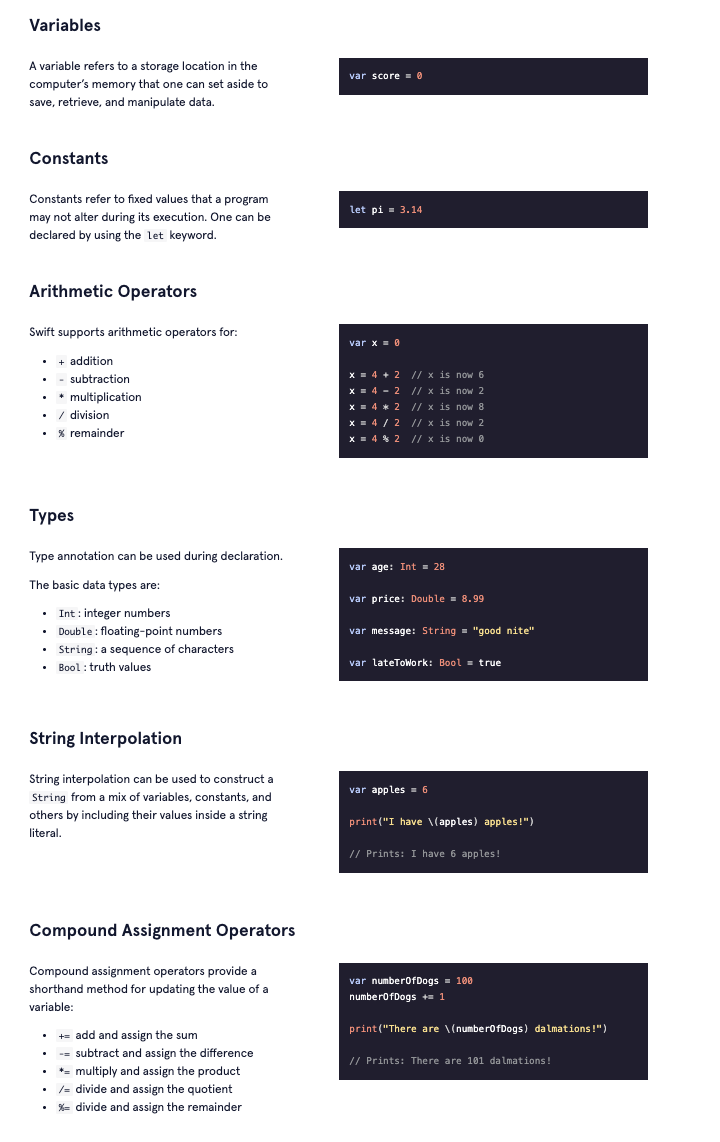 Variables
A variable refers to a storage location in the
computer's memory that one can set aside to
save, retrieve, and manipulate data.
var score = 0
Constants
Constants refer to fixed values that a program
may not alter during its execution. One can be
declared by using the let keyword.
let pi = 3.14
Arithmetic Operators
Swift supports arithmetic operators for:
• + addition
• - subtraction
• * multiplication
• / division
• % remainder
var x = 0
x = 4 + 2  // x is now 6
x = 4 - 2  // x is now 2
x = 4 * 2  // x is now 8
x = 4 / 2  // x is now 2
x = 4 % 2  // x is now 0
Types
Type annotation can be used during declaration.
The basic data types are:
• Int: integer numbers
• Double: floating-point numbers
• String: a sequence of characters
• Bool: truth values
var age: Int = 28
var price: Double = 8.99
var message: String = "good nite"
var lateToWork: Bool = true
String Interpolation
String interpolation can be used to construct a
String from a mix of variables, constants, and
others by including their values inside a string
literal.
var apples = 6
print("I have \(apples) apples!")
// Prints: I have 6 apples!
Compound Assignment Operators
Compound assignment operators provide a
shorthand method for updating the value of a
variable:
• += add and assign the sum
• -= subtract and assign the difference
• *= multiply and assign the product
• /= divide and assign the quotient
• %= divide and assign the remainder
var numberOfDogs = 100
numberOfDogs += 1
print("There are \(numberOfDogs) dalmations!")
// Prints: There are 101 dalmations!